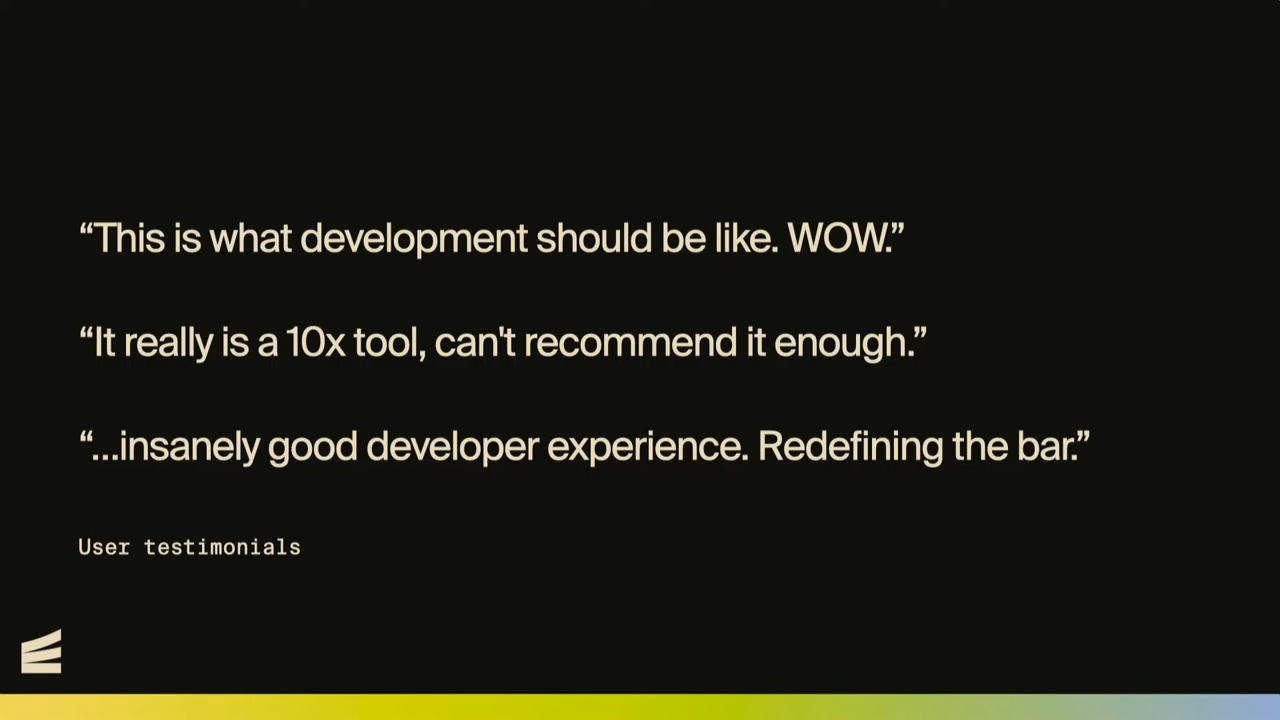 “This is what development should be like. WOW.”
“It really is a 10x tool, can't recommend it enough.”
“...insanely good developer experience. Redefining the bar.”
User testimonials